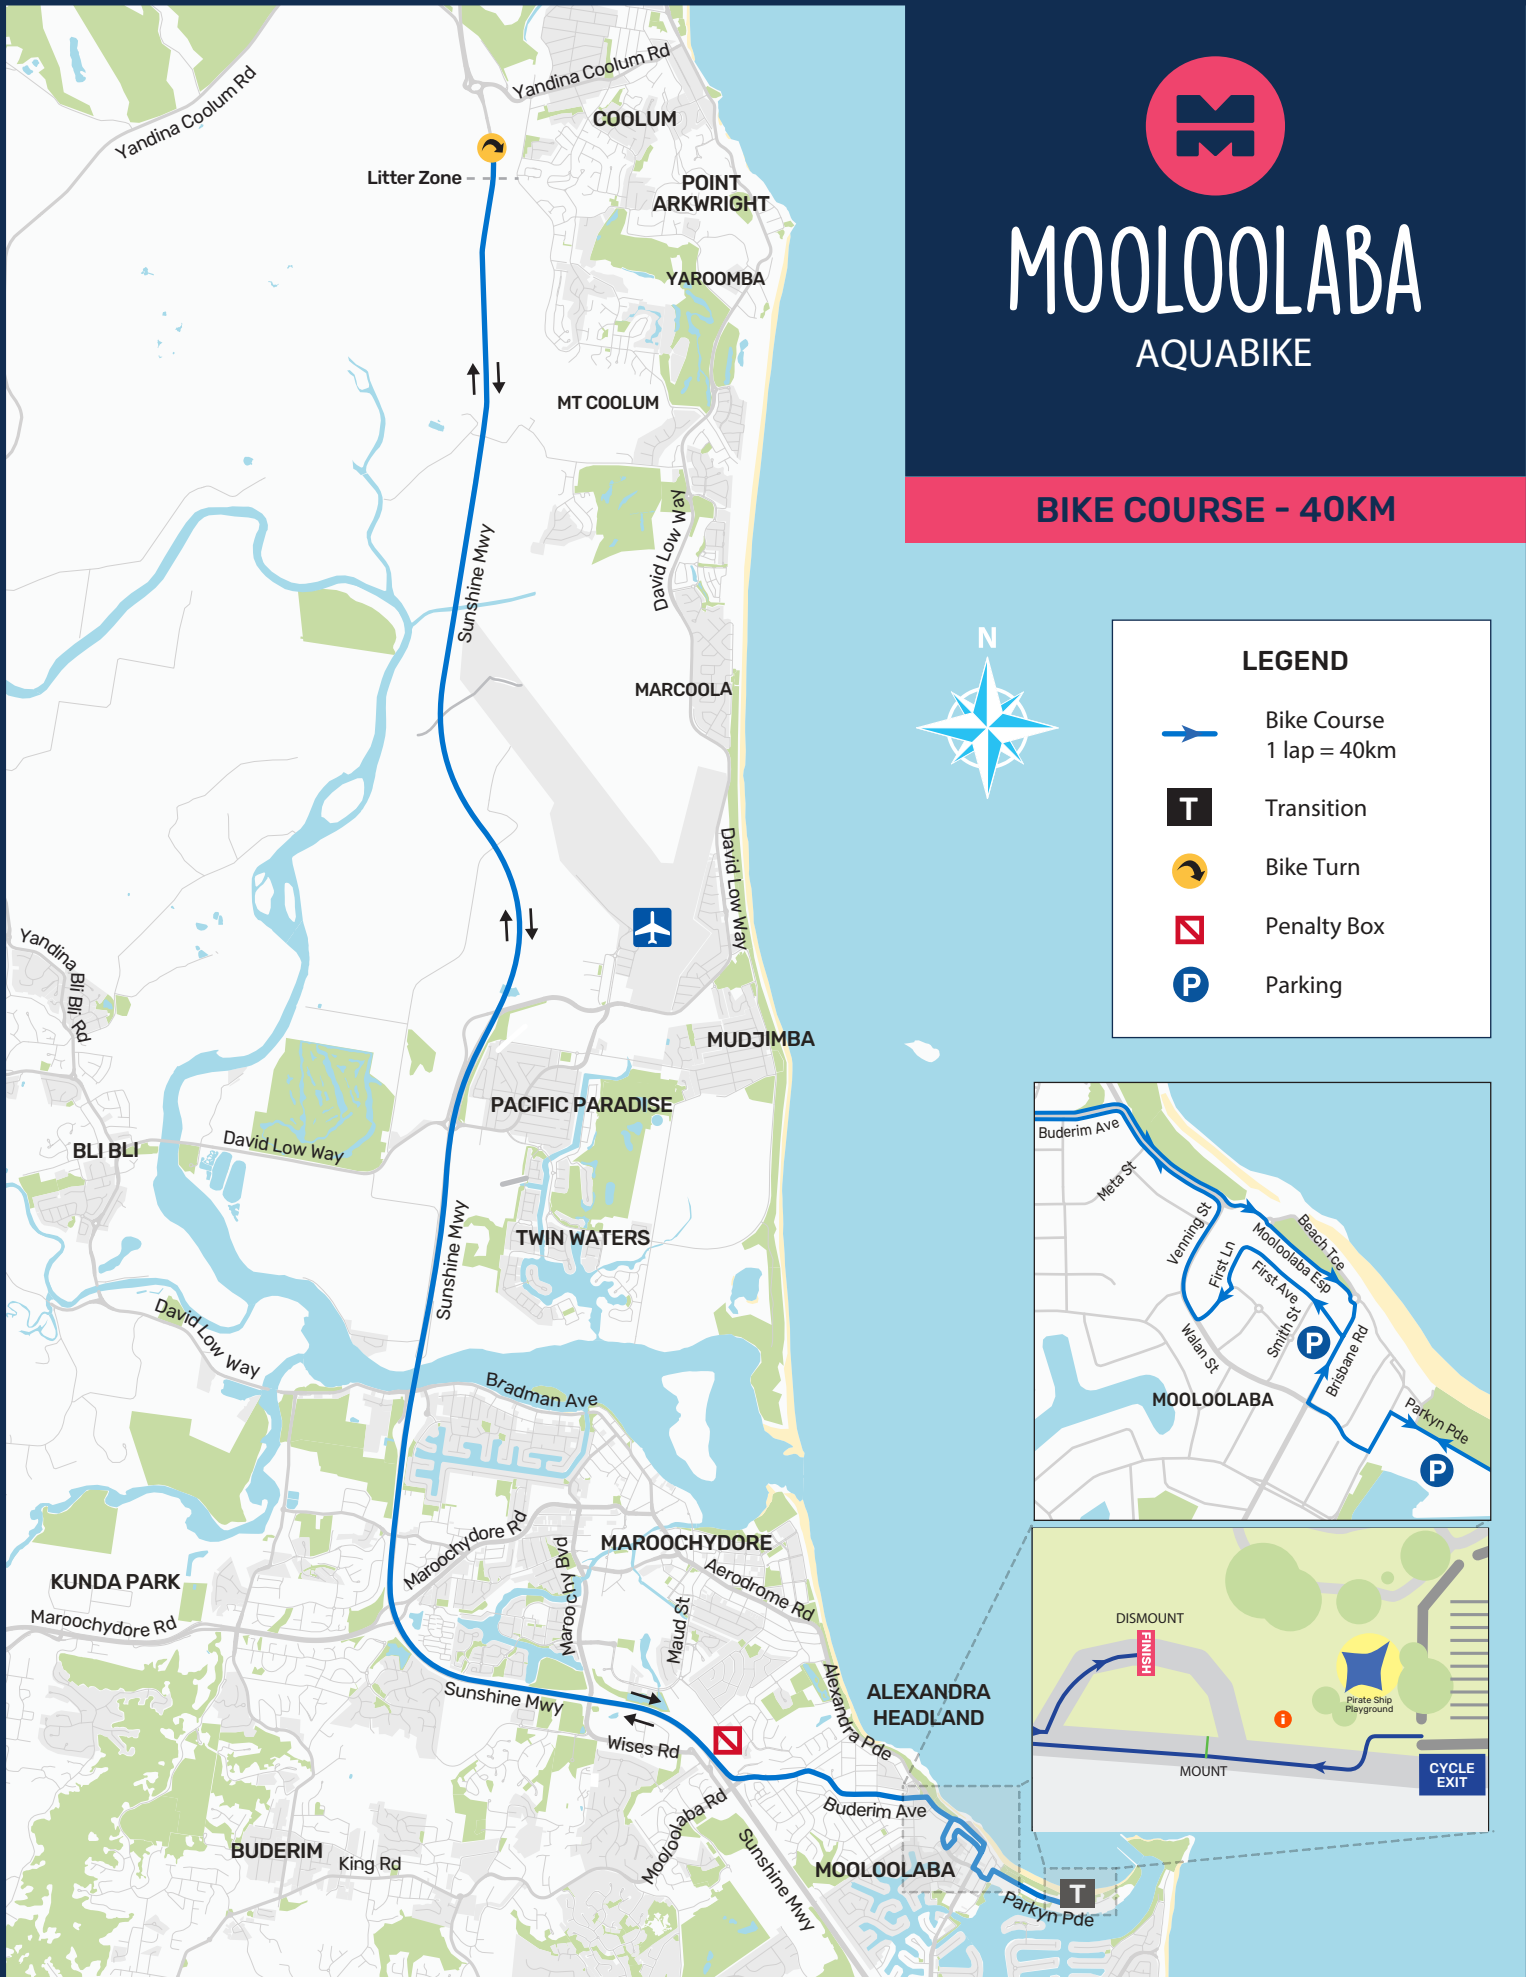 MOOLOOLABA
AQUABIKE
BIKE COURSE - 40KM
Yandina Coolum Rd
Yandina Coolum Rd
COOLUM
Litter Zone
POINT
ARKWRIGHT
YAROOMBA
MT COOLUM
David Low Way
Sunshine Mwy
MARCOOLA
David Low Way
Yandina
Bli Bli Rd
MUDJIMBA
PACIFIC PARADISE
BLI BLI
David Low Way
TWIN WATERS
Sunshine Mwy
David Low Way
Bradman Ave
Maroochydore Rd
MAROOCHYDORE
Maroochy Bvd
Aerodrome Rd
KUNDA PARK
Maroochydore Rd
Maud St
Sunshine Mwy
Alexandra Pde
ALEXANDRA
HEADLAND
Wises Rd
Mooloolaba Rd
Buderim Ave
BUDERIM
King Rd
Sunshine Mwy
MOOLOOLABA
T
Parkyn Pde
N
LEGEND
Bike Course
1 lap = 40km
T
Transition
Bike Turn
Penalty Box
P
Parking
Buderim Ave
Meta St
Venning St
Beach Tce
Mooloolaba Esp
First Ln
First Ave
Smith St
Walan St
P
Brisbane Rd
MOOLOOLABA
Parkyn Pde
P
DISMOUNT
FINISH
Pirate Ship
Playground
i
MOUNT
CYCLE
EXIT